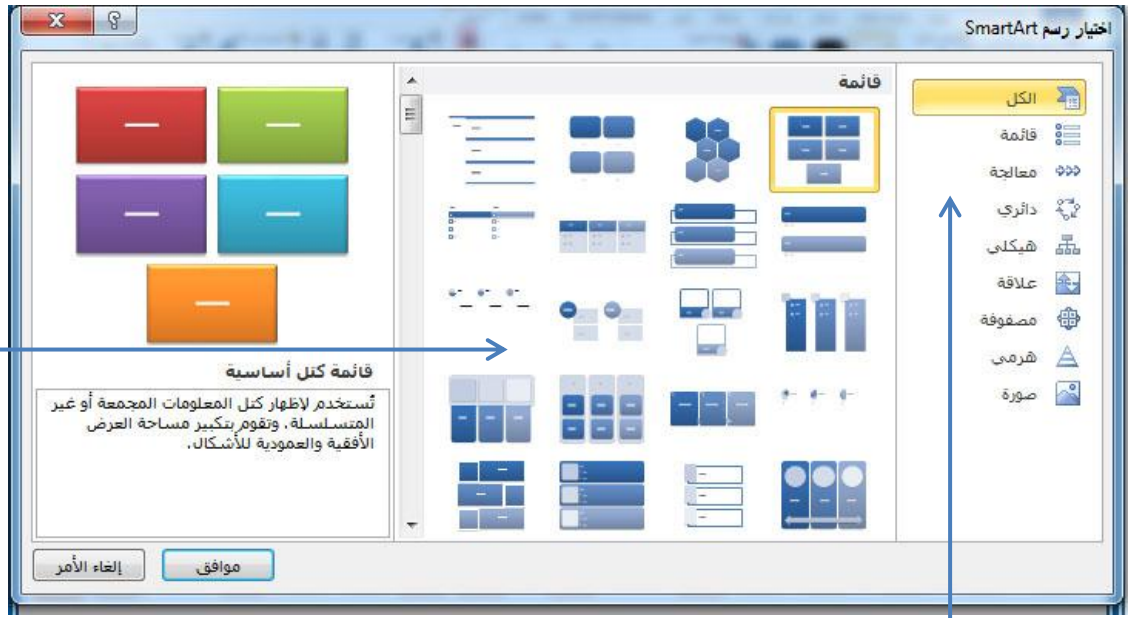 اختيار رسم SmartArt
الكل
قائمة
معالجة
دائري
هيكلي
علاقة
مصفوفة
هرمي
صورة
قائمة
قائمة كتل أساسية
تُستخدم لإظهار كتل المعلومات المجمعة أو غير
المتسلسلة. وتقوم بتكبير مساحة العرض
الأفقية والعمودية للأشكال.
موافق
إلغاء الأمر